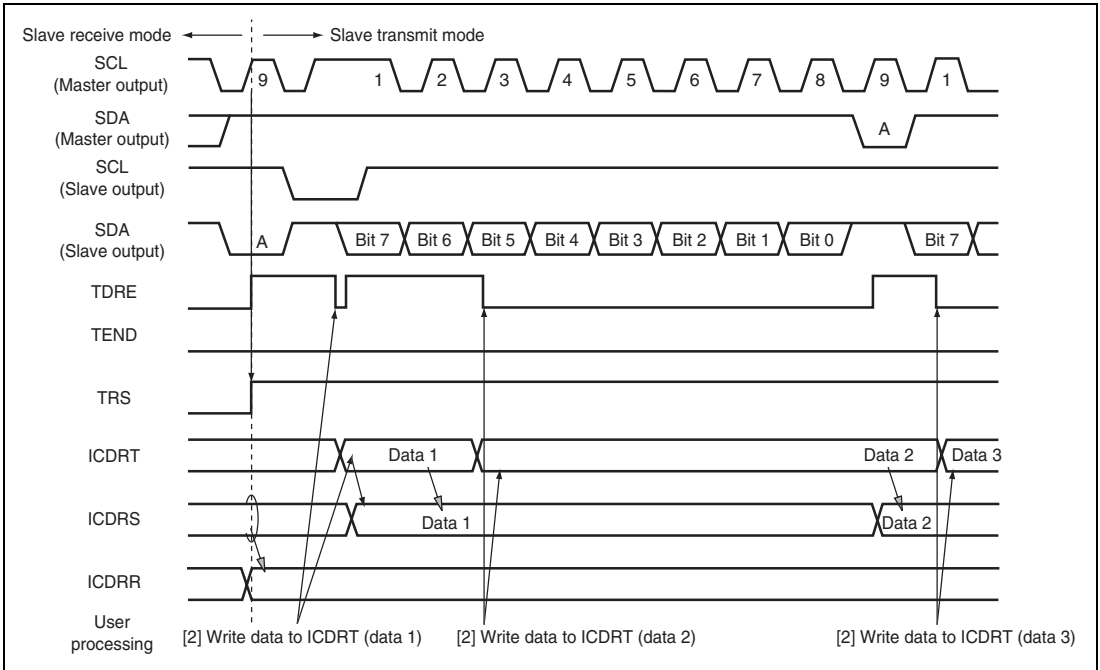 Slave receive mode Slave transmit mode
SCL
(Master output)
9 1 2 3 4 5 6 7 8 9 1
SDA
(Master output)
A
SCL
(Slave output)
SDA
(Slave output)
A Bit 7 Bit 6 Bit 5 Bit 4 Bit 3 Bit 2 Bit 1 Bit 0 Bit 7
TDRE
TEND
TRS
ICDRT
Data 1 Data 2 Data 3
ICDRS
Data 1 Data 2
ICDRR
User
processing
[2] Write data to ICDRT (data 1) [2] Write data to ICDRT (data 2) [2] Write data to ICDRT (data 3)